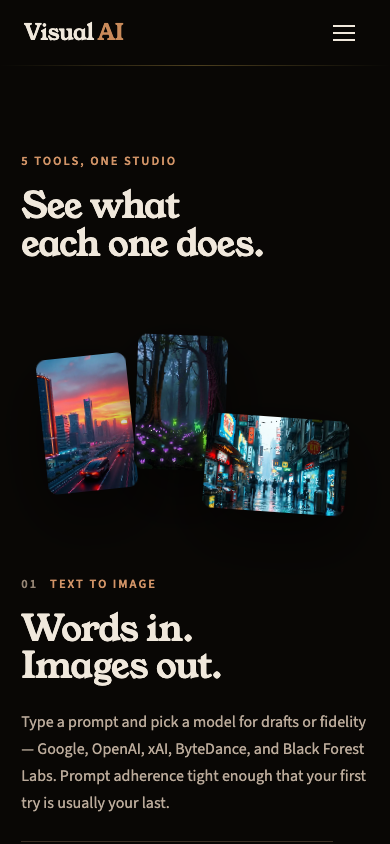 Visual AI
5 TOOLS, ONE STUDIO
See what
each one does.
01 TEXT TO IMAGE
Words in.
Images out.
Type a prompt and pick a model for drafts or fidelity
— Google, OpenAI, xAI, ByteDance, and Black Forest
Labs. Prompt adherence tight enough that your first
try is usually your last.